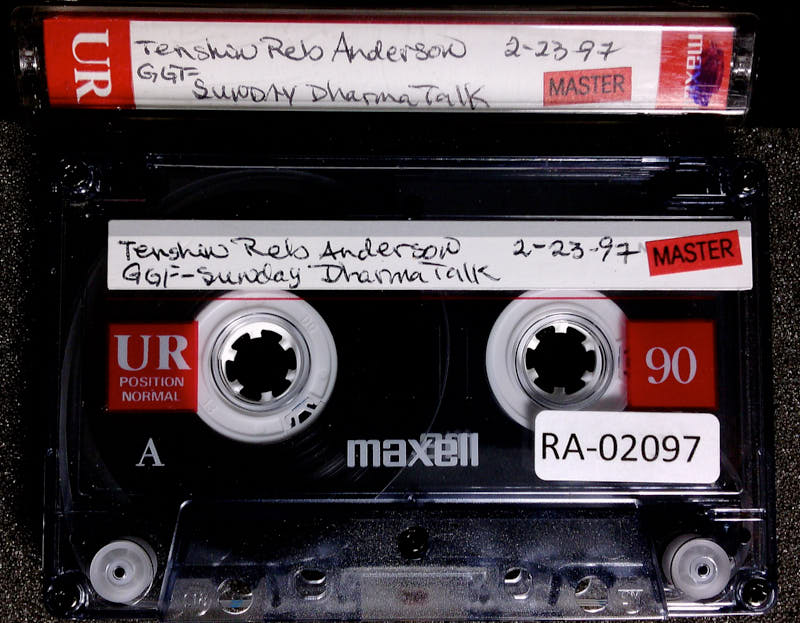 UR
Tenshin Reb Anderson 2-23-97
GGF-
Sunday Dharma Talk
MASTER
maxell
Tenshin Reb Anderson 2-23-97 MASTER
GGF-Sunday Dharma Talk
UR
POSITION
NORMAL
90
A
maxell
RA-02097